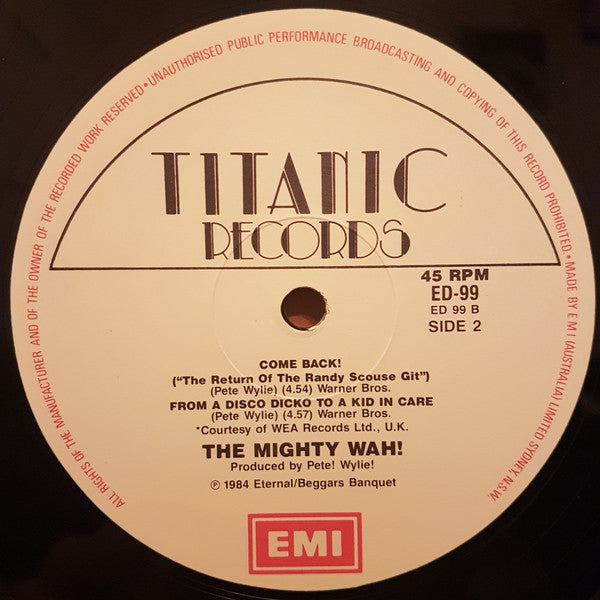 ALL RIGHTS OF THE MANUFACTURER AND OF THE OWNER OF THE RECORDED WORK RESERVED•UNAUTHORISED PUBLIC PERFORMANCE BROADCASTING AND COPYING OF THIS RECORD PROHIBITED.•MADE BY E M I (AUSTRALIA) LIMITED SYDNEY, N.S.W.
TITANIC
RECORDS
45 RPM
ED-99
ED 99 B
SIDE 2
COME BACK!
("The Return Of The Randy Scouse Git")
(Pete Wylie) (4.54) Warner Bros.
FROM A DISCO DICKO TO A KID IN CARE
(Pete Wylie) (4.57) Warner Bros.
*Courtesy of WEA Records Ltd., U.K.
THE MIGHTY WAH!
Produced by Pete! Wylie!
℗ 1984 Eternal/Beggars Banquet
EMI